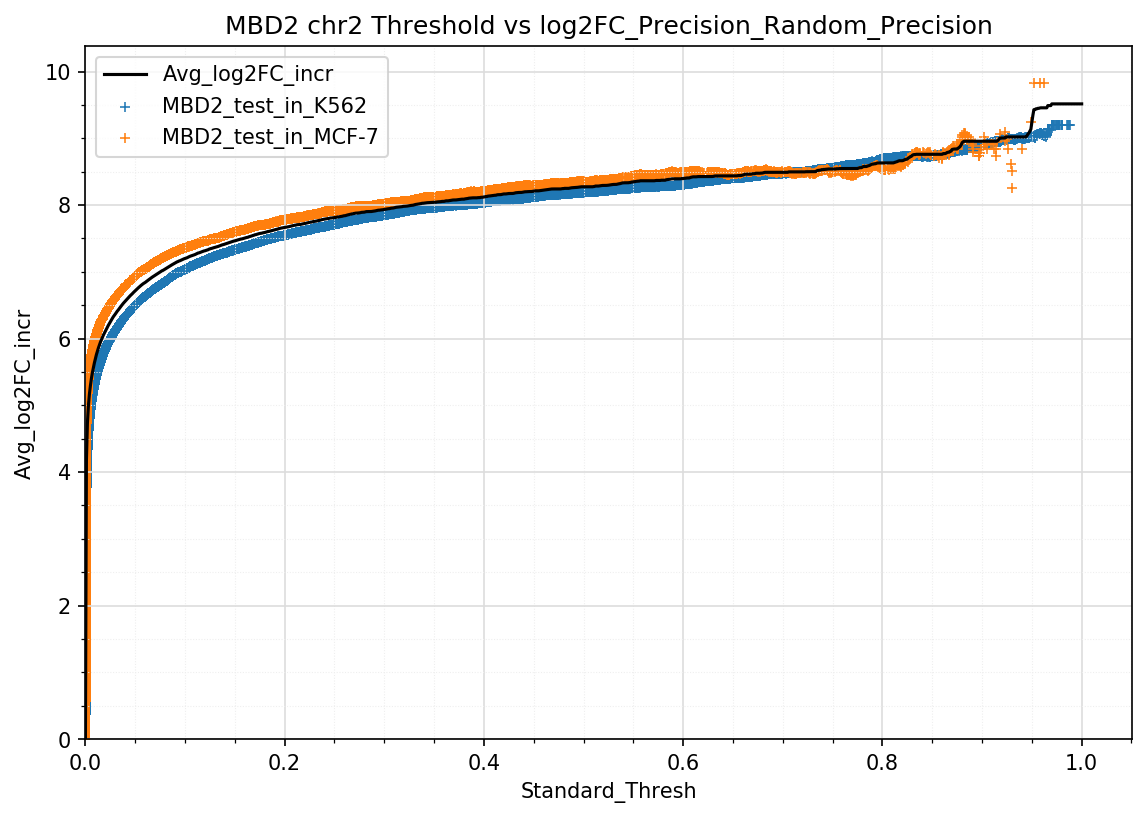 MBD2 chr2 Threshold vs log2FC_Precision_Random_Precision
Avg_log2FC_incr
MBD2_test_in_K562
MBD2_test_in_MCF-7
Avg_log2FC_incr
10
8
6
4
2
0
0.0 0.2 0.4 0.6 0.8 1.0
Standard_Thresh